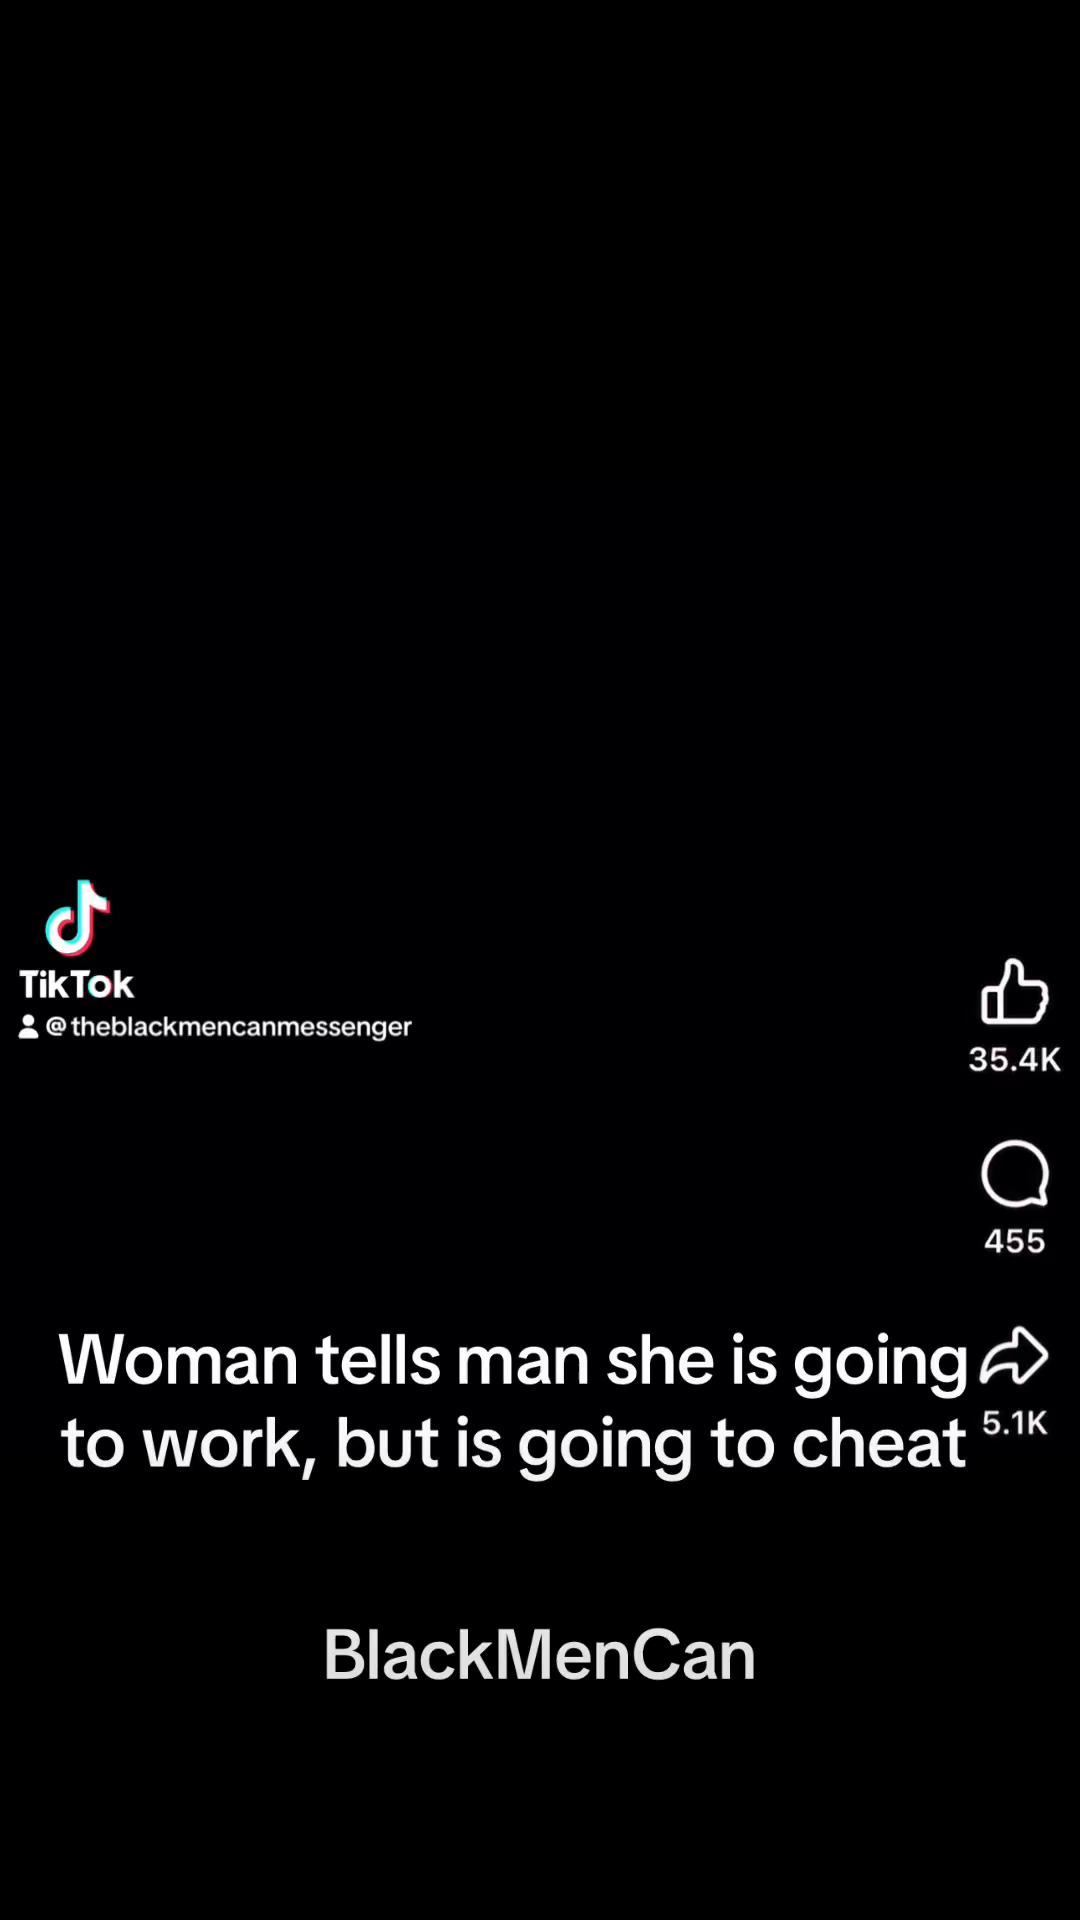 TikTok
@theblackmencanmessenger
35.4K
455
Woman tells man she is going
to work, but is going to cheat
5.1K
BlackMenCan